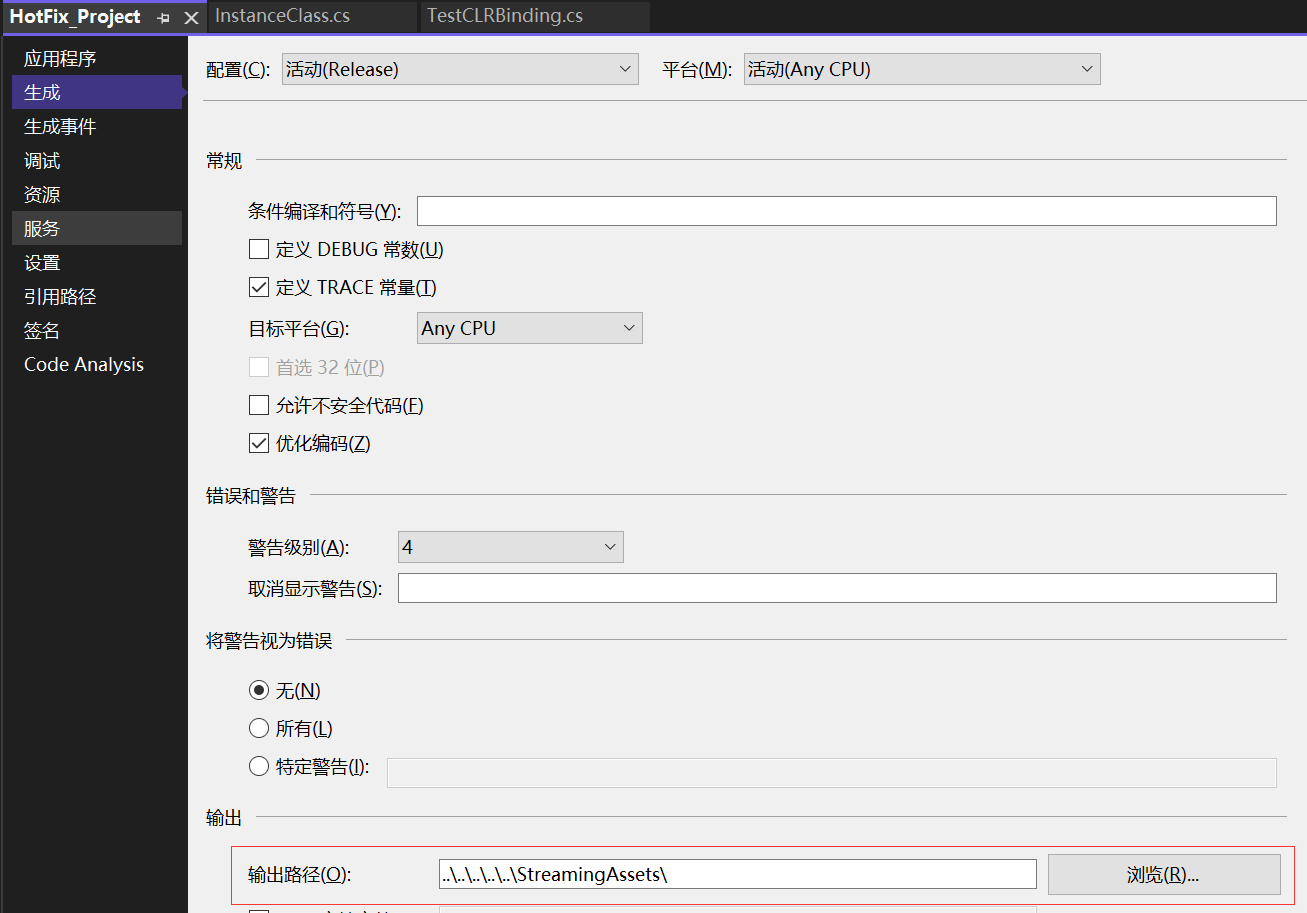 HotFix_Project InstanceClass.cs TestCLRBinding.cs
应用程序
生成
生成事件
调试
资源
服务
设置
引用路径
签名
Code Analysis
配置(C): 活动(Release) 平台(M): 活动(Any CPU)
常规
条件编译和符号(Y):
定义 DEBUG 常数(U)
定义 TRACE 常量(T)
目标平台(G): Any CPU
首选 32 位(P)
允许不安全代码(F)
优化编码(Z)
错误和警告
警告级别(A): 4
取消显示警告(S):
将警告视为错误
无(N)
所有(L)
特定警告(I):
输出
输出路径(O): ..\..\..\..\..\StreamingAssets\ 浏览(R)...